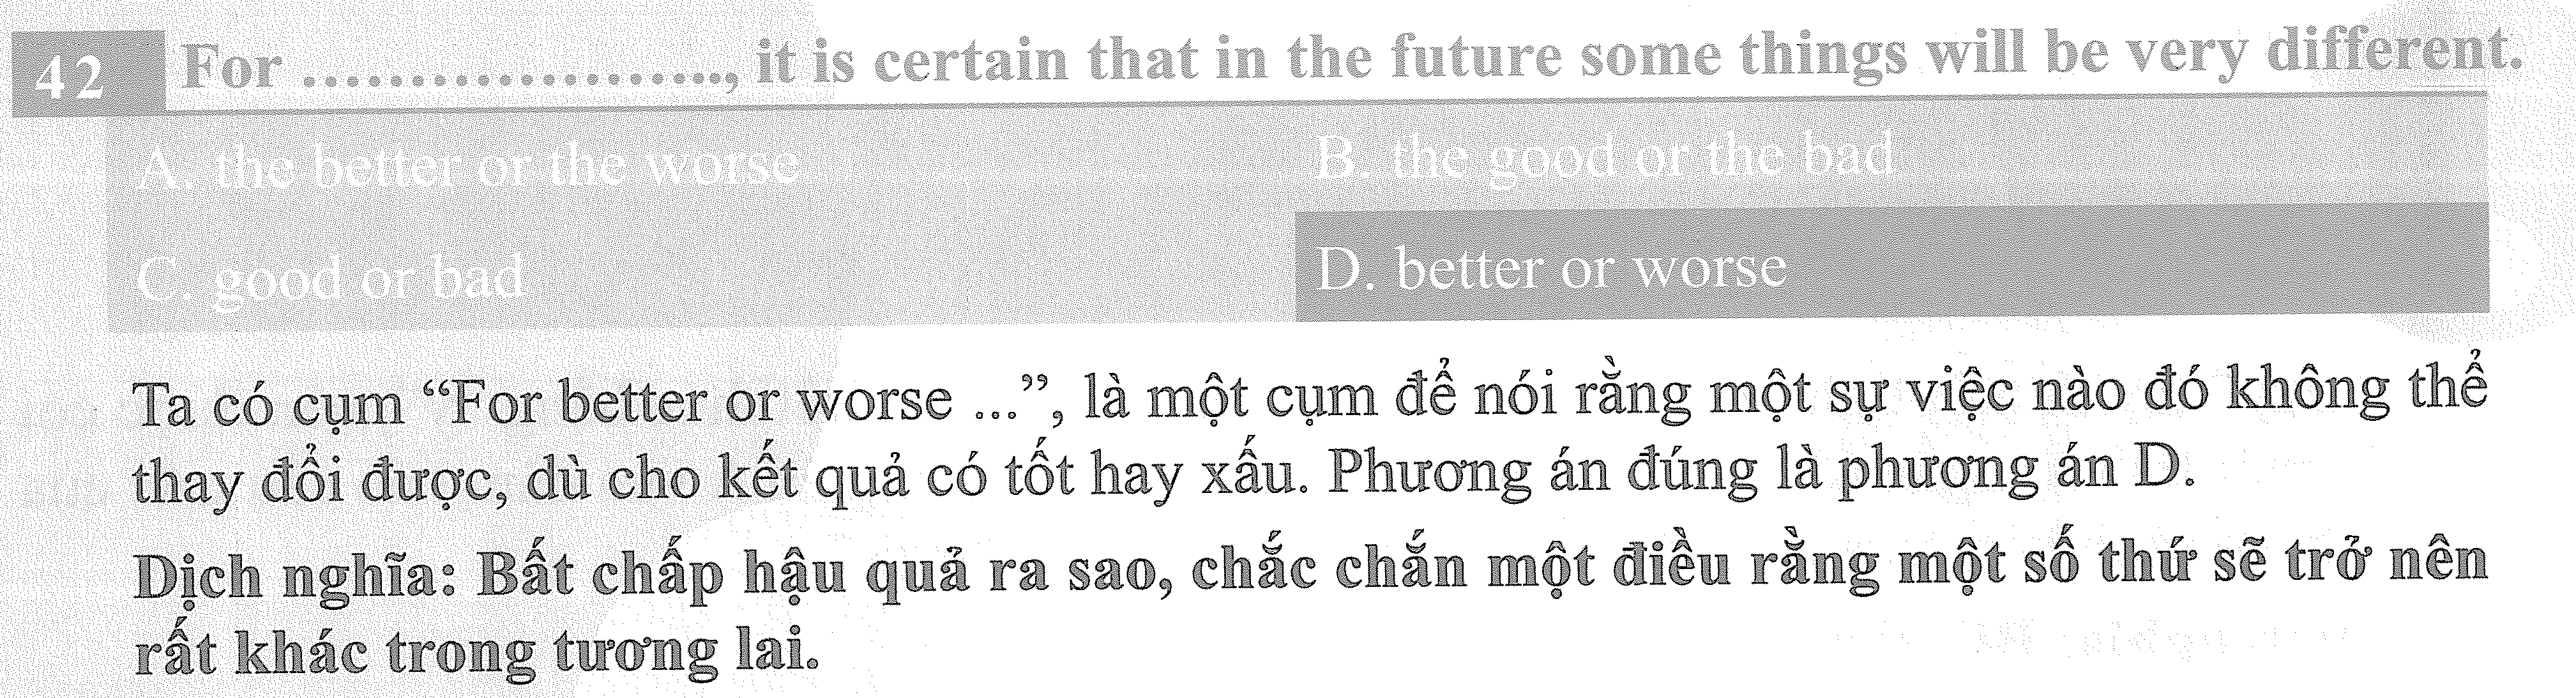 42 For ...................., it is certain that in the future some things will be very different.
A. the better or the worse B. the good or the bad
C. good or bad D. better or worse
Ta có cụm “For better or worse ...”, là một cụm để nói rằng một sự việc nào đó không thể
thay đổi được, dù cho kết quả có tốt hay xấu. Phương án đúng là phương án D.
Dịch nghĩa: Bất chấp hậu quả ra sao, chắc chắn một điều rằng một số thứ sẽ trở nên
rất khác trong tương lai.